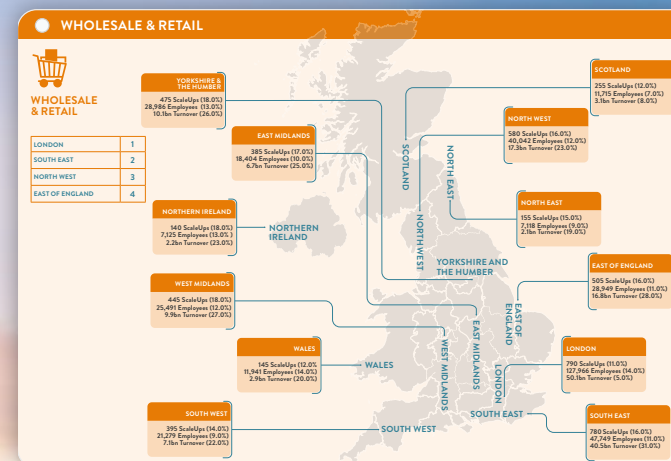 WHOLESALE & RETAIL
WHOLESALE
& RETAIL
LONDON 1
SOUTH EAST 2
NORTH WEST 3
EAST OF ENGLAND 4
YORKSHIRE &
THE HUMBER
475 ScaleUps (18.0%)
28,986 Employees (13.0%)
10.1bn Turnover (26.0%)
EAST MIDLANDS
385 ScaleUps (17.0%)
18,404 Employees (10.0%)
6.7bn Turnover (25.0%)
NORTHERN IRELAND
140 ScaleUps (18.0%)
7,125 Employees (13.0% )
2.2bn Turnover (23.0%)
WEST MIDLANDS
445 ScaleUps (18.0%)
25,491 Employees (12.0%)
9.9bn Turnover (27.0%)
WALES
145 ScaleUps (12.0%
11,941 Employees (14.0%)
2.9bn Turnover (20.0%)
SOUTH WEST
395 ScaleUps (14.0%)
21,279 Employees (9.0%)
7.1bn Turnover (22.0%)
SCOTLAND
255 ScaleUps (12.0%)
11,715 Employees (7.0%)
3.1bn Turnover (8.0%)
NORTH WEST
580 ScaleUps (16.0%)
40,042 Employees (12.0%)
17.3bn Turnover (23.0%)
NORTH EAST
155 ScaleUps (15.0%)
7,118 Employees (9.0%)
2.1bn Turnover (19.0%)
EAST OF ENGLAND
505 ScaleUps (16.0%)
28,949 Employees (11.0%)
16.8bn Turnover (28.0%)
LONDON
790 ScaleUps (11.0%)
127,966 Employees (14.0%)
50.1bn Turnover (5.0%)
SOUTH EAST
780 ScaleUps (16.0%)
47,749 Employees (11.0%)
40.5bn Turnover (31.0%)
SCOTLAND
NORTH EAST
NORTH WEST
NORTHERN
IRELAND
YORKSHIRE AND
THE HUMBER
EAST OF
ENGLAND
EAST MIDLANDS
WEST MIDLANDS
WALES
LONDON
SOUTH EAST
SOUTH WEST